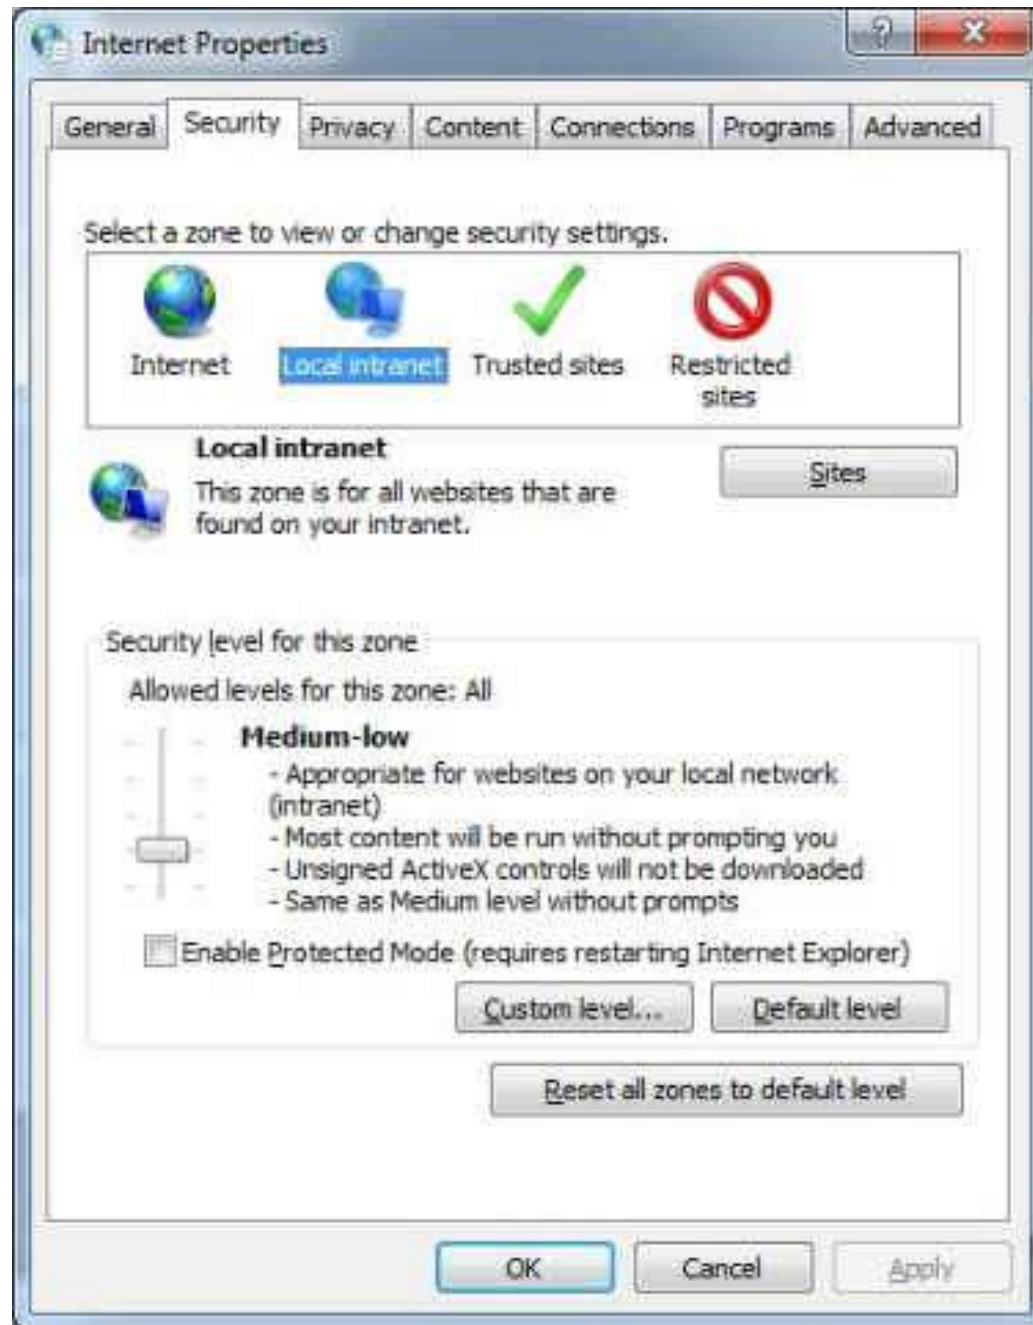 Internet Properties
General Security Privacy Content Connections Programs Advanced
Select a zone to view or change security settings.
Internet Local intranet Trusted sites Restricted
sites
Local intranet
Sites
This zone is for all websites that are
found on your intranet.
Security level for this zone
Allowed levels for this zone: All
Medium-low
- Appropriate for websites on your local network
(intranet)
- Most content will be run without prompting you
- Unsigned ActiveX controls will not be downloaded
- Same as Medium level without prompts
Enable Protected Mode (requires restarting Internet Explorer)
Custom level... Default level
Reset all zones to default level
OK Cancel Apply